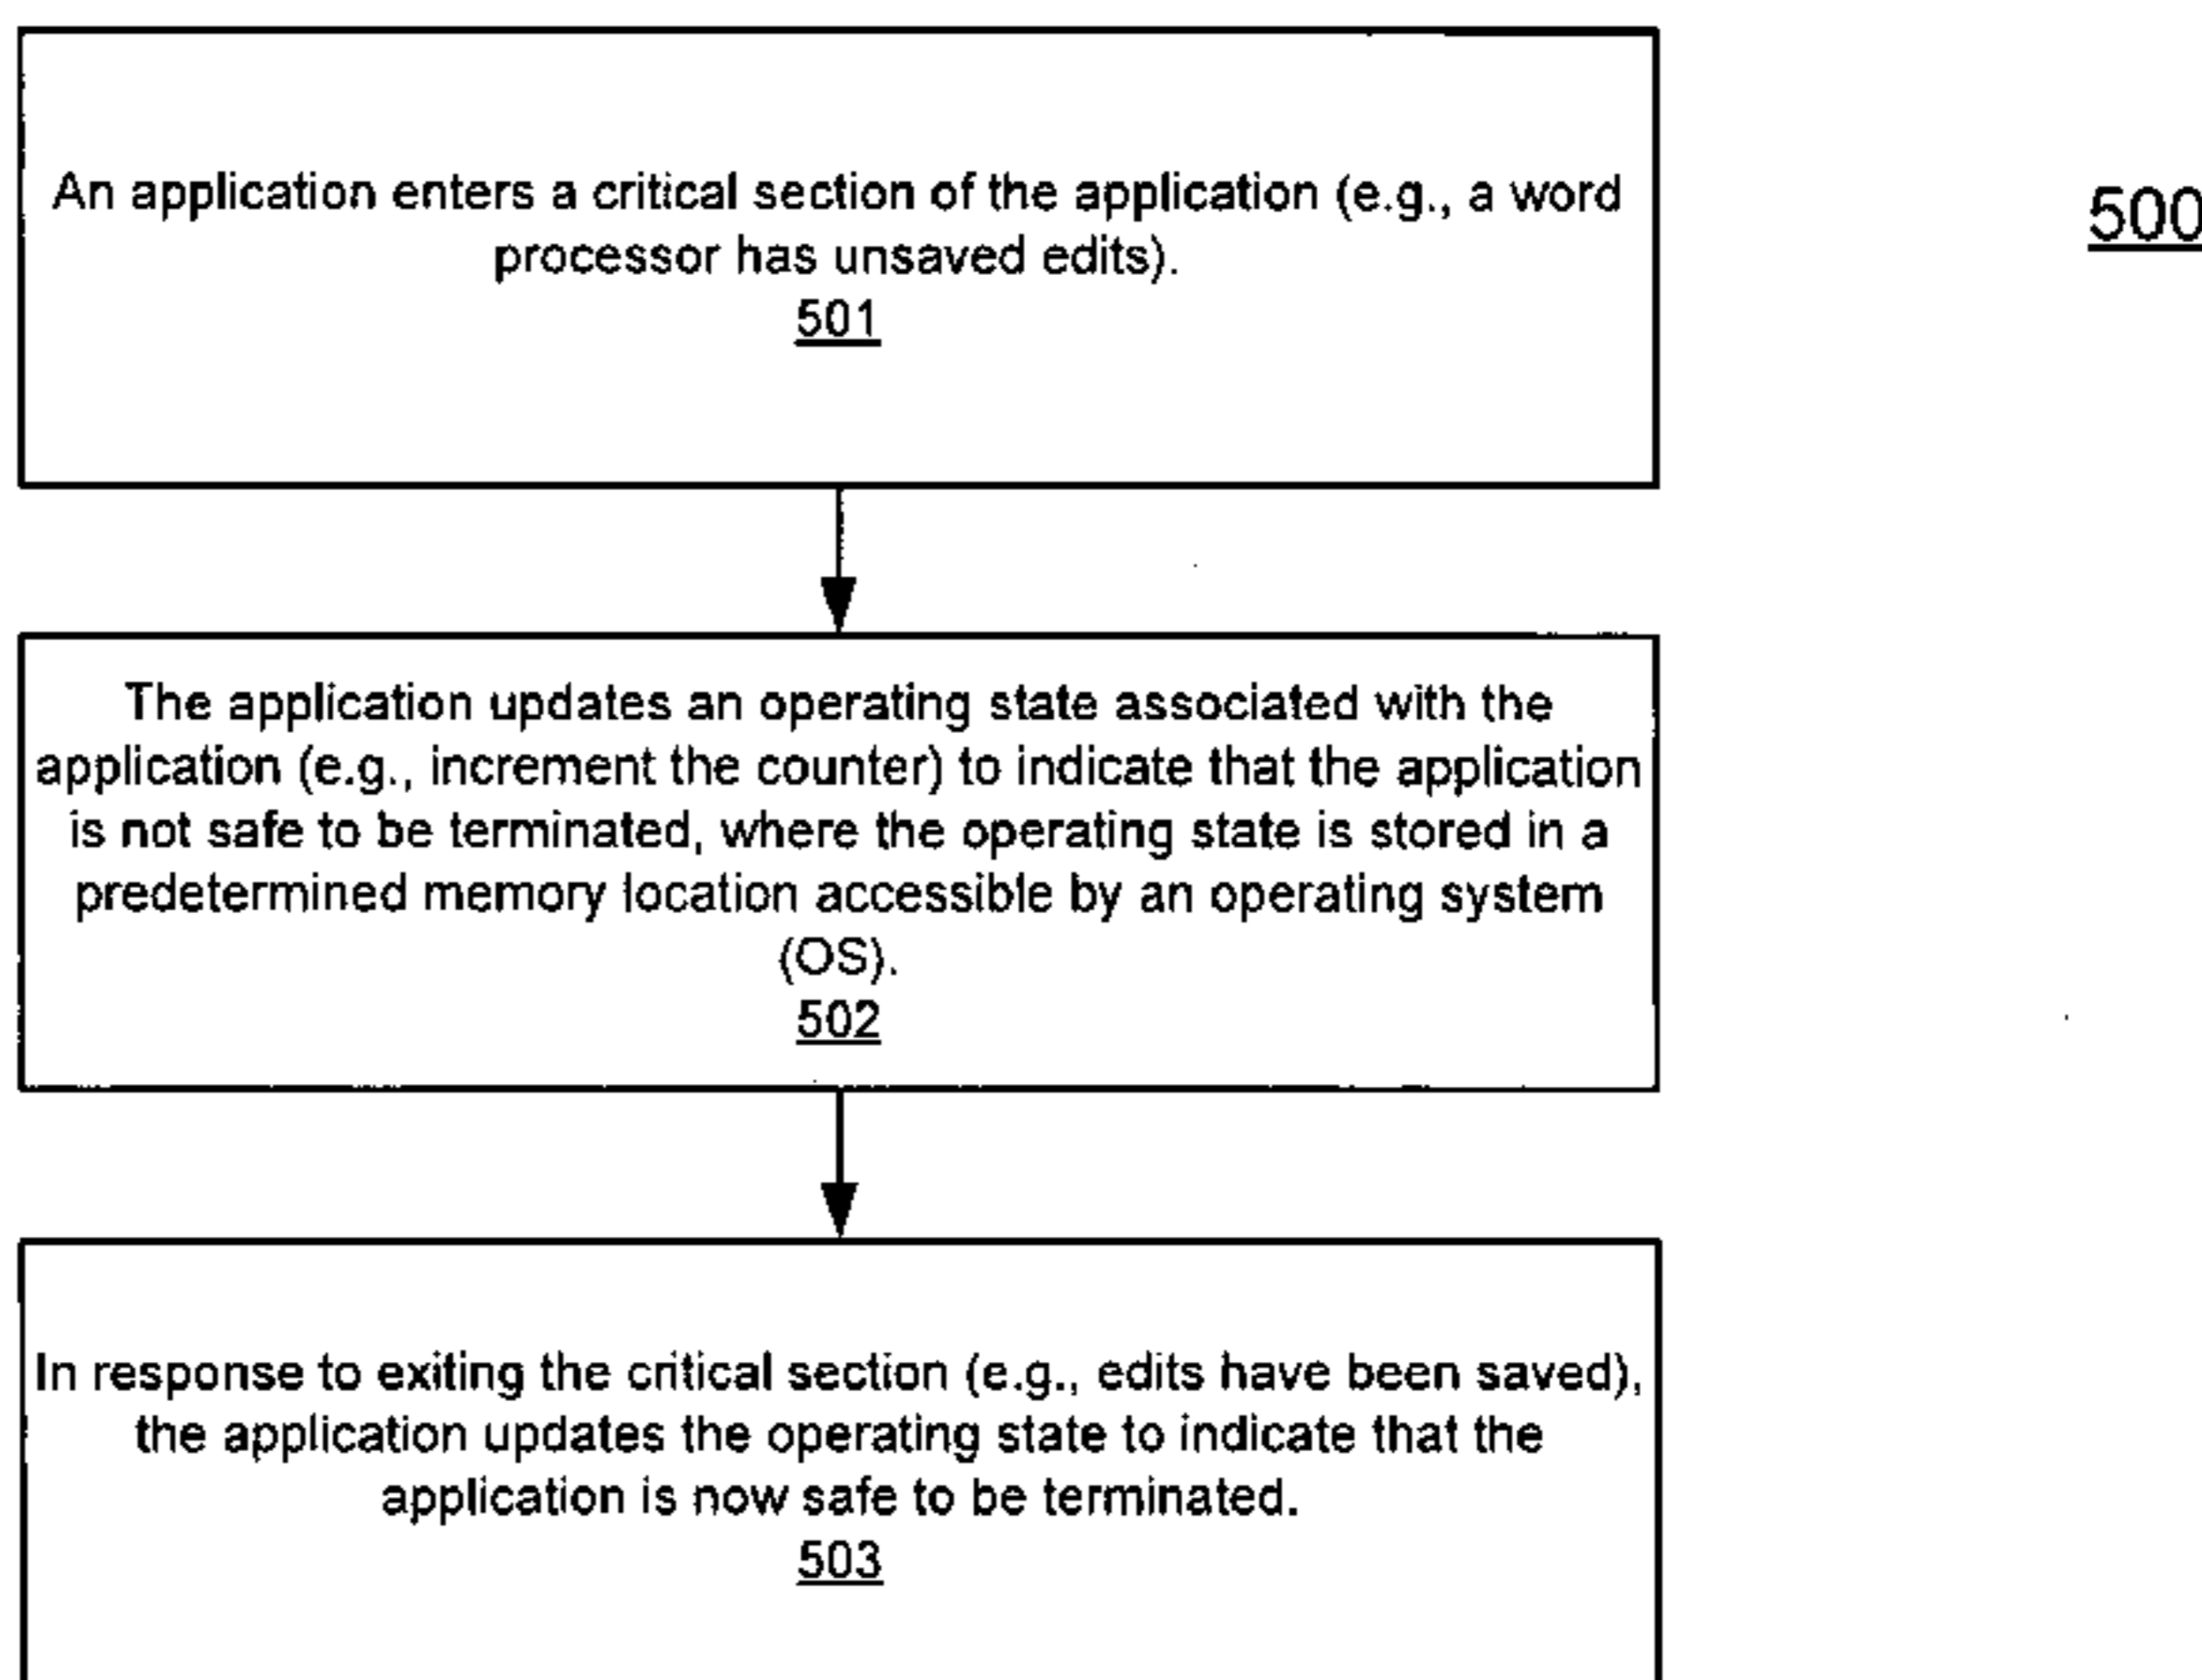 An application enters a critical section of the application (e.g., a word
processor has unsaved edits).
501
500
The application updates an operating state associated with the
application (e.g., increment the counter) to indicate that the application
is not safe to be terminated, where the operating state is stored in a
predetermined memory location accessible by an operating system
(OS).
502
In response to exiting the critical section (e.g., edits have been saved),
the application updates the operating state to indicate that the
application is now safe to be terminated.
503